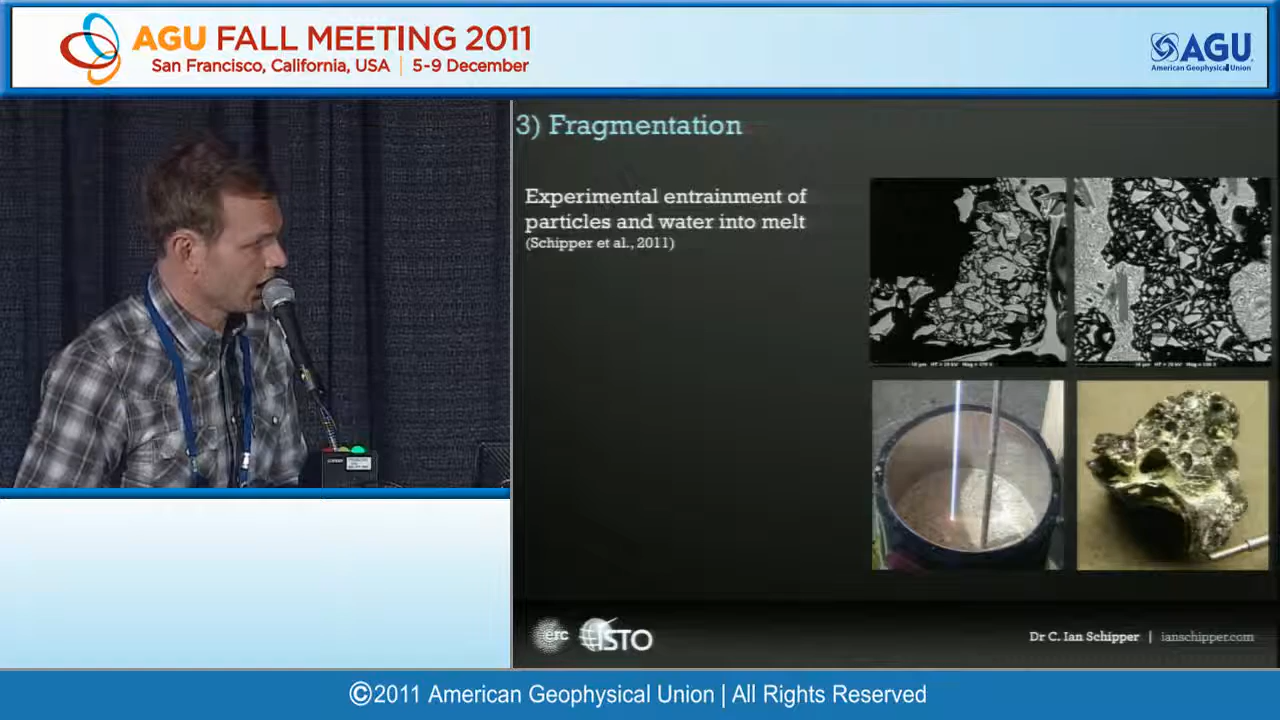 AGU FALL MEETING 2011
San Francisco, California, USA | 5-9 December
AGU
American Geophysical Union
3) Fragmentation
Experimental entrainment of
particles and water into melt
(Schipper et al., 2011)
erc
ISTO
Dr C. Ian Schipper | ianschipper.com
©2011 American Geophysical Union | All Rights Reserved